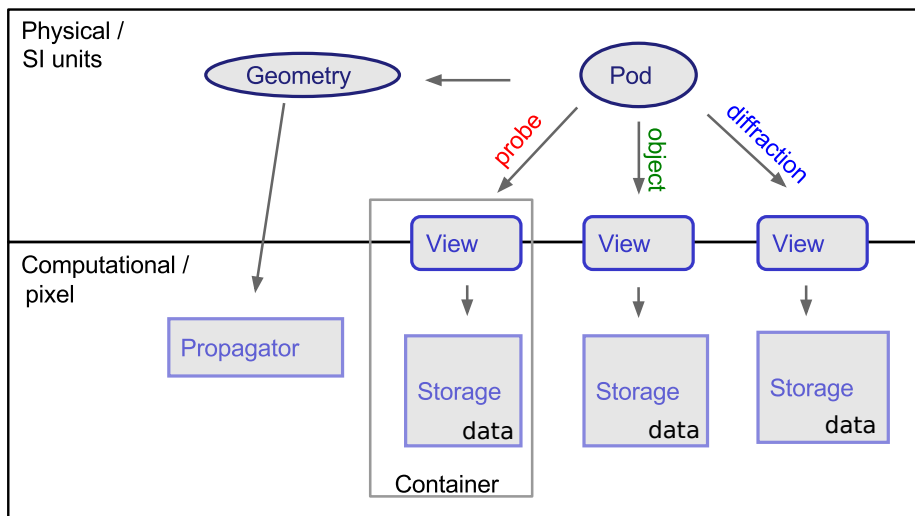 Physical /
SI units
Geometry
Pod
probe
object
diffraction
View
View
View
Computational /
pixel
Propagator
Storage
data
Storage
data
Storage
data
Container